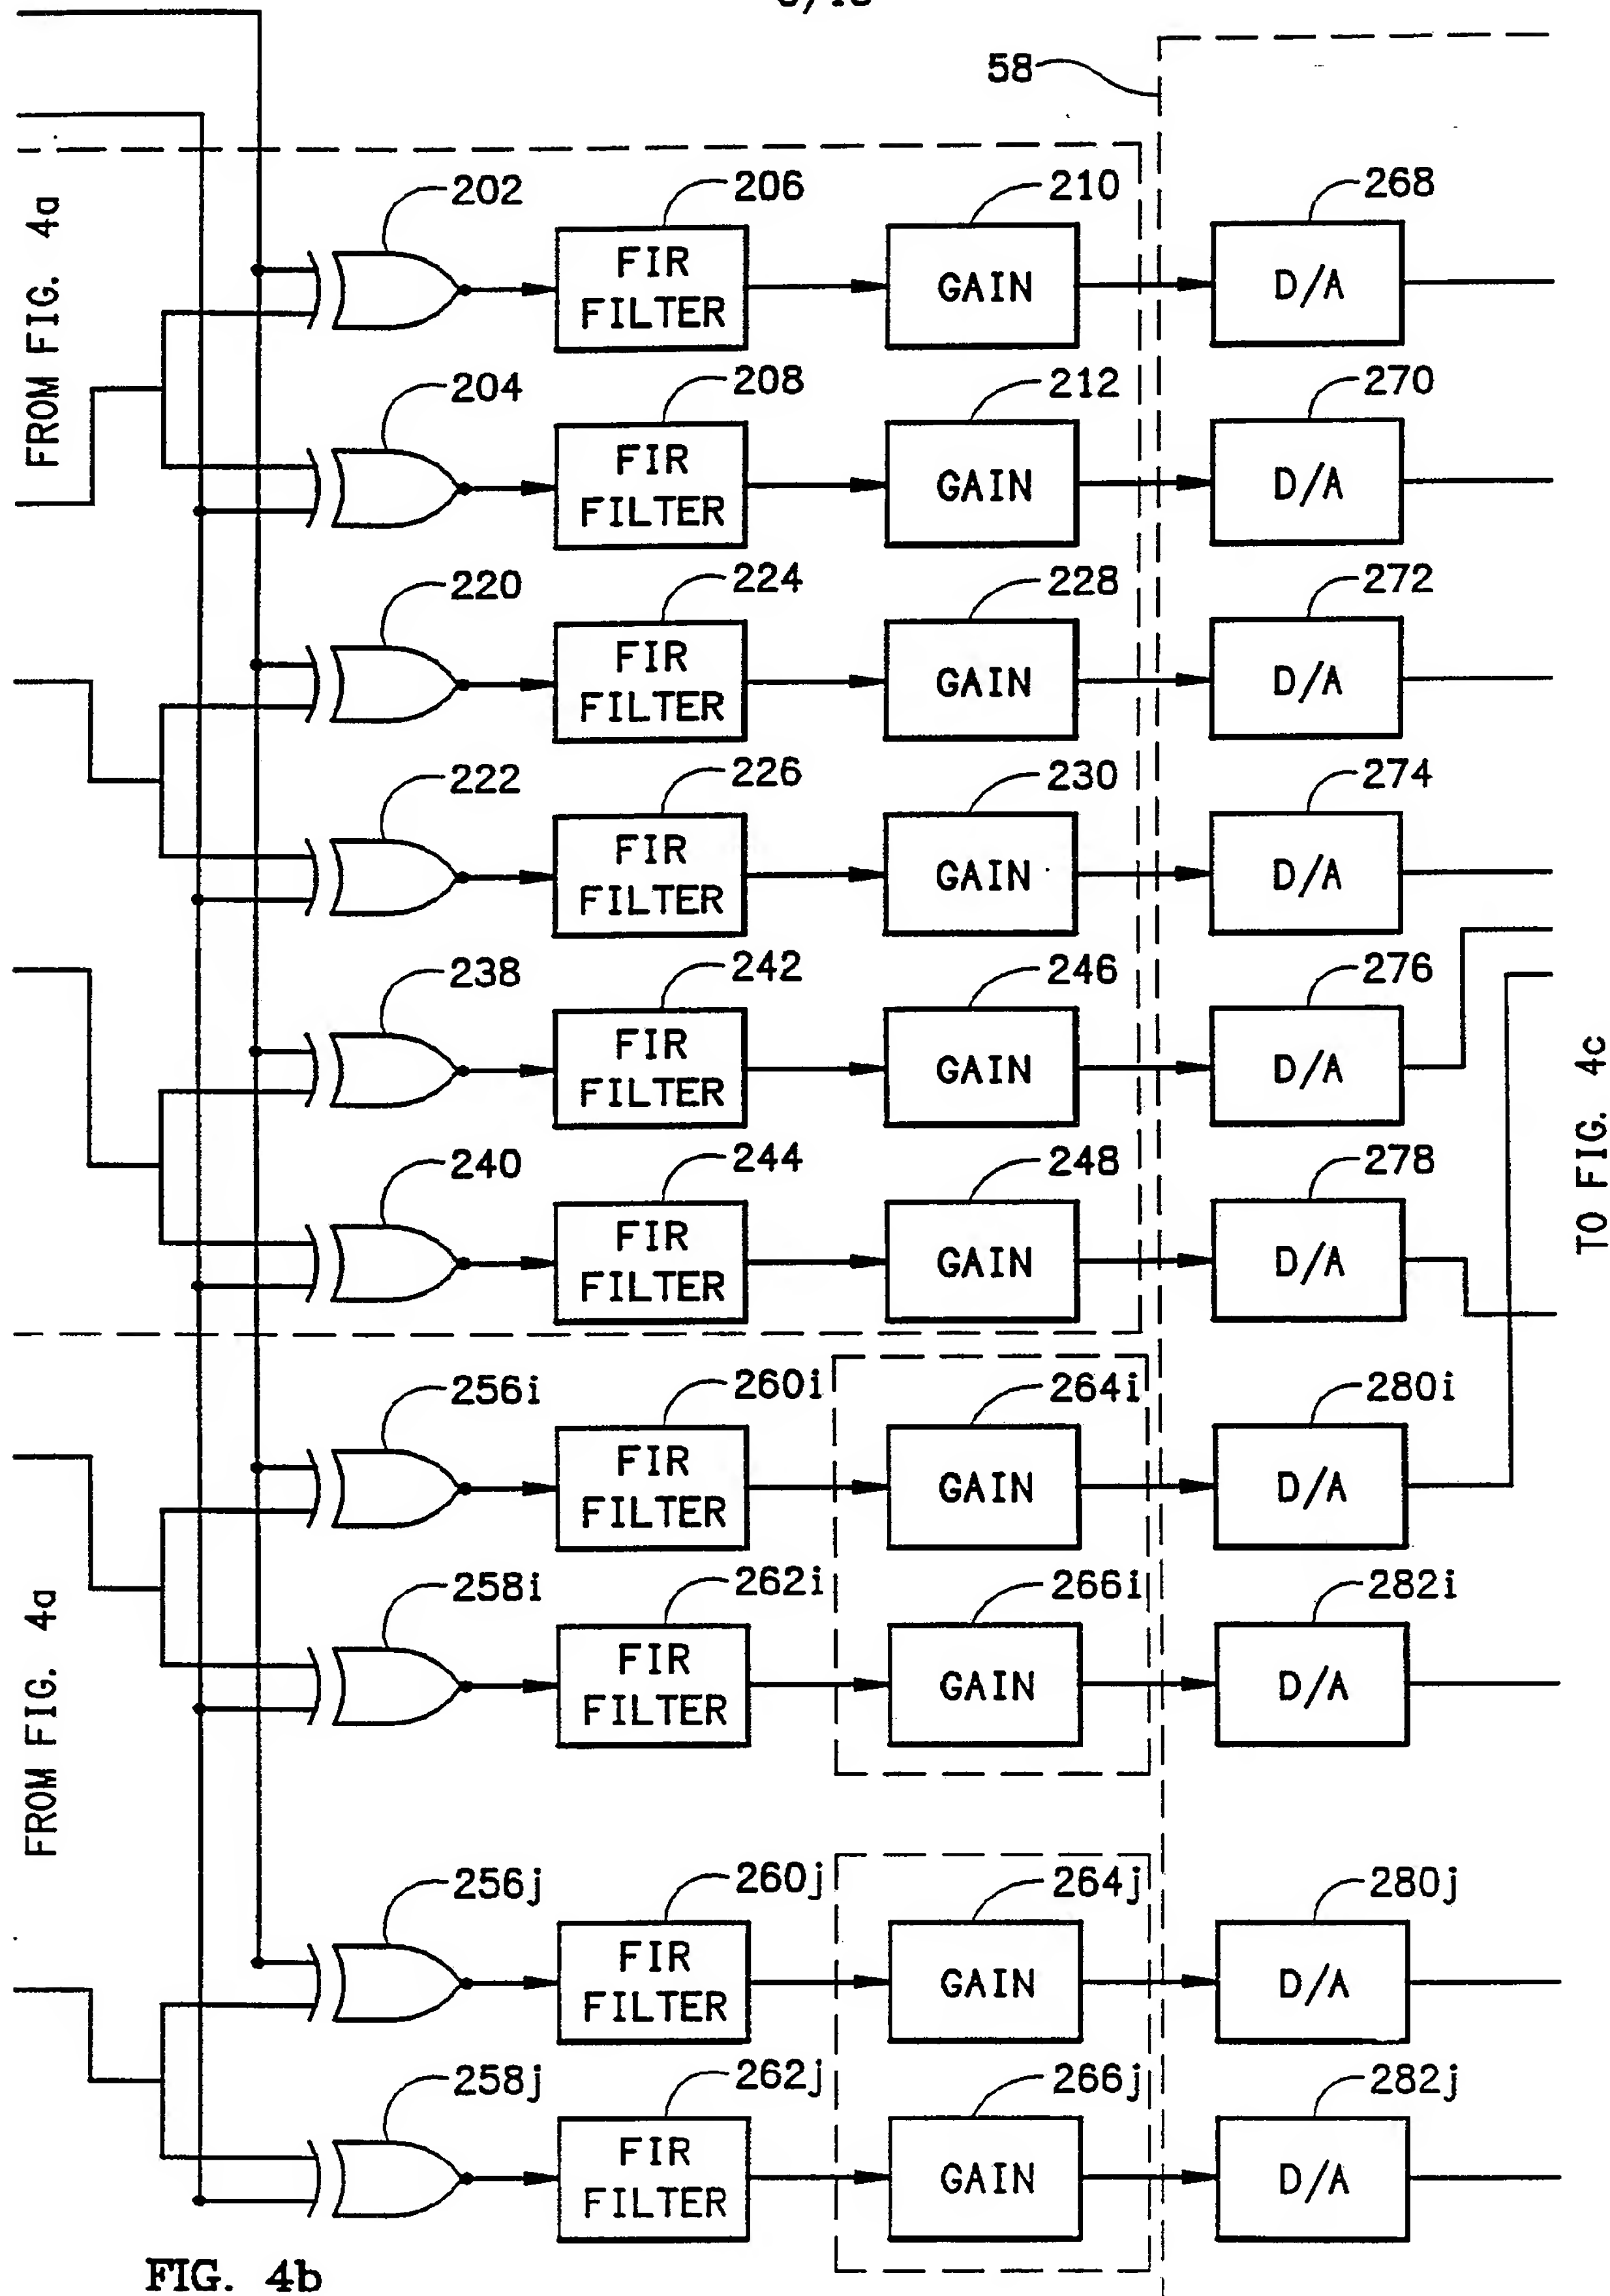 58
FROM FIG. 4a
202 206 210 268
FIR FILTER GAIN D/A
204 208 212 270
FIR FILTER GAIN D/A
220 224 228 272
FIR FILTER GAIN D/A
222 226 230 274
FIR FILTER GAIN D/A
238 242 246 276
FIR FILTER GAIN D/A
TO FIG. 4c
240 244 248 278
FIR FILTER GAIN D/A
256i 260i 264i 280i
FIR FILTER GAIN D/A
FROM FIG. 4a
258i 262i 266i 282i
FIR FILTER GAIN D/A
256j 260j 264j 280j
FIR FILTER GAIN D/A
258j 262j 266j 282j
FIR FILTER GAIN D/A
FIG. 4b